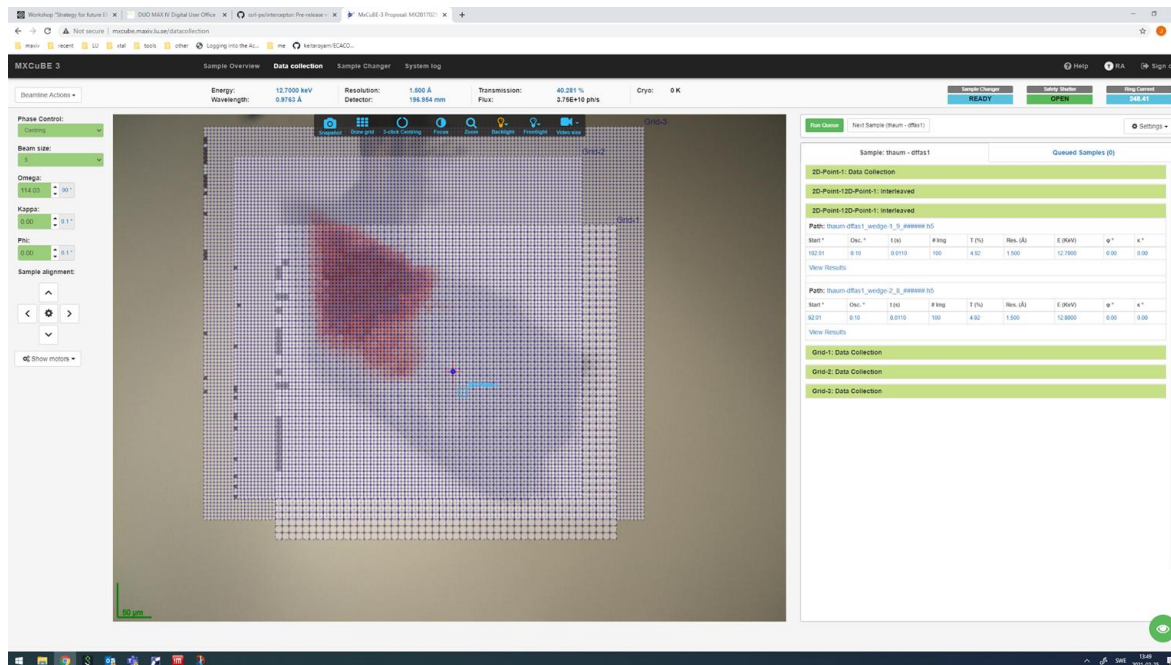 Workshop "Strategy for future El
DUO MAX IV Digital User Office
Pre-release
MxCuBE-3 Proposal: MX20170251
Not secure | mxcube.maxiv.lu.se/datacollection
maxiv recent LU vital tools other Logging into the Ac... me keitaroyam/ECACO...
MXCuBE 3 Sample Overview Data collection Sample Changer System log Help RA Sign o
Beamline Actions
Energy: 12.7000 keV Resolution: 1.600 Å Transmission: 40.281 % Cryo: 0 K
Wavelength: 0.9763 Å Detector: 196.954 mm Flux: 3.75E+10 ph/s
Sample Changer Safety Shutter Ring Current
READY OPEN 248.41
Phase Control:
Centring
Beam size:
5
Omega:
114.03 90 °
Kappa:
0.00 0.1 °
Phi:
0.00 0.1 °
Sample alignment:
Show motors
Snapshot Draw grid 3-click Centring Focus Zoom Backlight Frontlight Video size
Grid-3
Grid-2
Grid-1
50 µm
Run Queue Next Sample (thaum - dffas1) Settings
Sample: thaum - dffas1 Queued Samples (0)
2D-Point-1: Data Collection
2D-Point-12D-Point-1: Interleaved
2D-Point-12D-Point-1: Interleaved
Path: thaum-dffas1_wedge-1_9_######.h5
Start ° Osc. ° t (s) # Img T (%) Res. (Å) E (KeV) φ ° κ °
102.01 0.10 0.0110 100 4.92 1.500 12.7000 0.00 0.00
View Results
Path: thaum-dffas1_wedge-2_8_######.h5
Start ° Osc. ° t (s) # Img T (%) Res. (Å) E (KeV) φ ° κ °
92.01 0.10 0.0110 100 4.92 1.500 12.8000 0.00 0.00
View Results
Grid-1: Data Collection
Grid-2: Data Collection
Grid-3: Data Collection
SWE
13:49